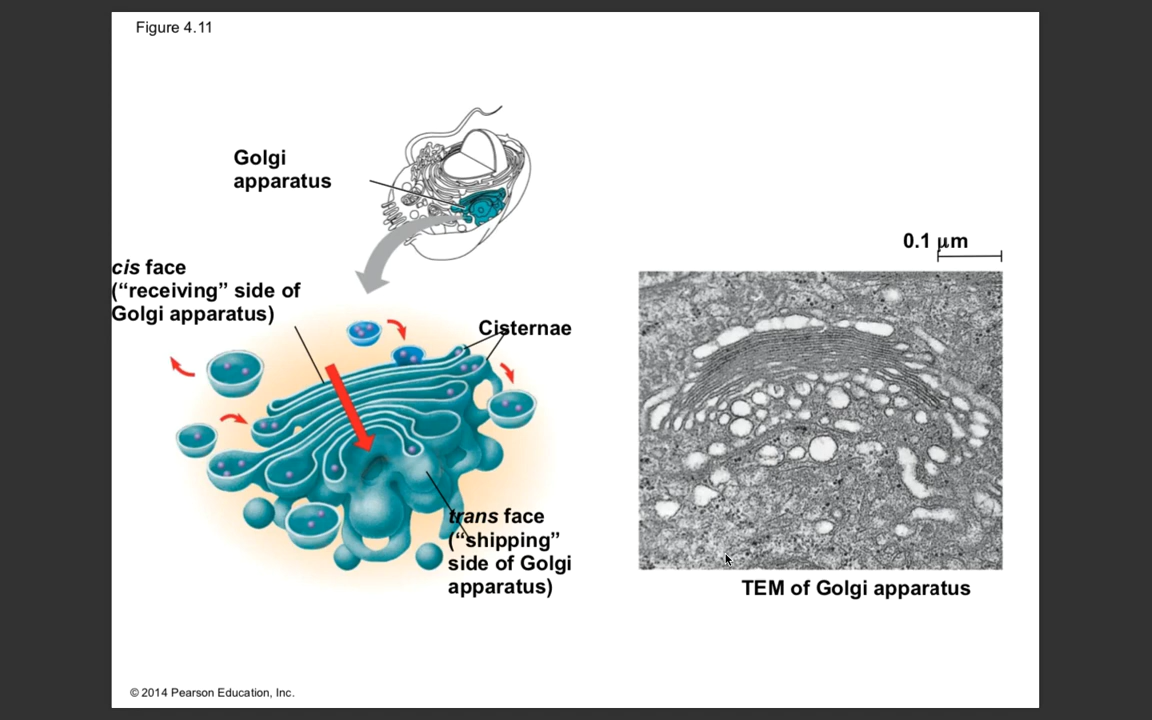 Figure 4.11
Golgi
apparatus
0.1 μm
cis face
(“receiving” side of
Golgi apparatus)
Cisternae
trans face
(“shipping”
side of Golgi
apparatus)
TEM of Golgi apparatus
© 2014 Pearson Education, Inc.